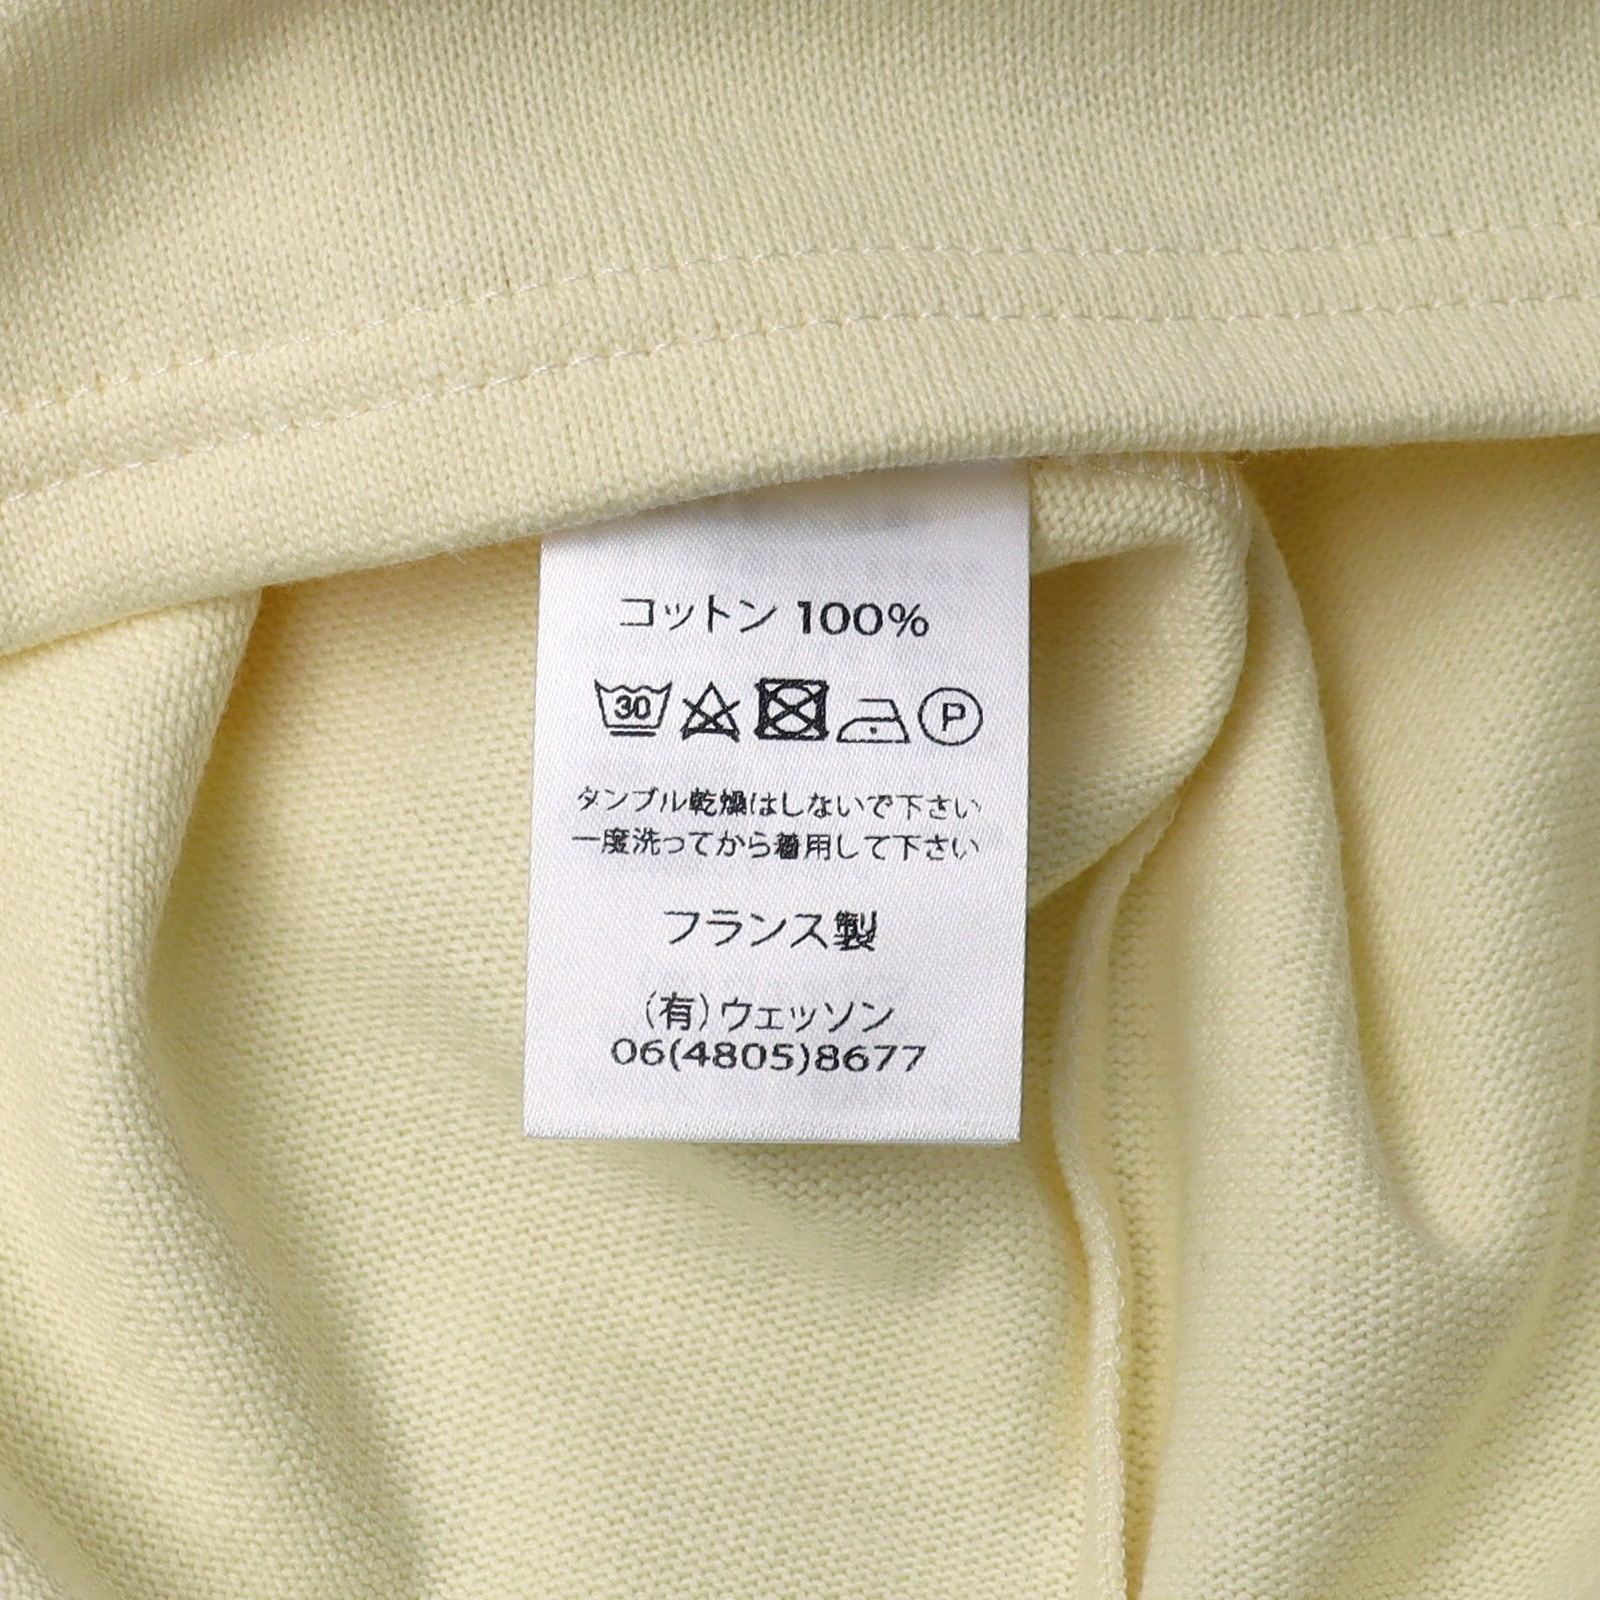 コットン 100%
30 P
タンブル乾燥はしないで下さい
一度洗ってから着用して下さい
フランス製
(有)ウェッソン
06(4805)8677